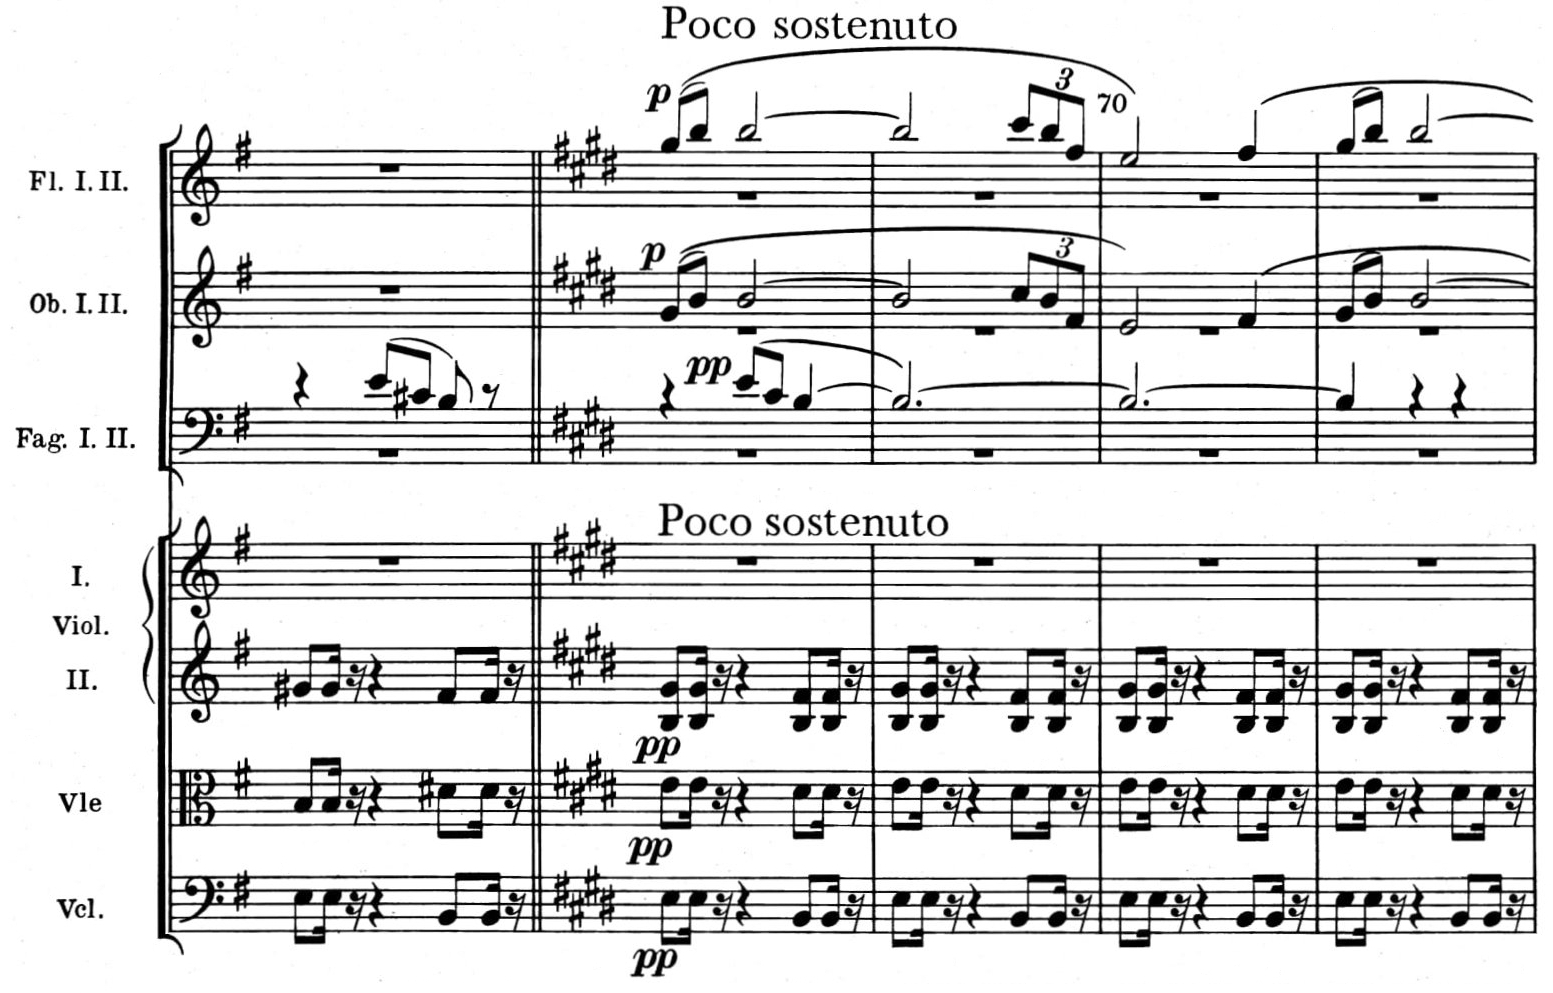 Poco sostenuto
p
3
70
Fl. I. II.
p
3
Ob. I. II.
pp
Fag. I. II.
Poco sostenuto
I.
Viol.
II.
pp
Vle
pp
Vcl.
pp